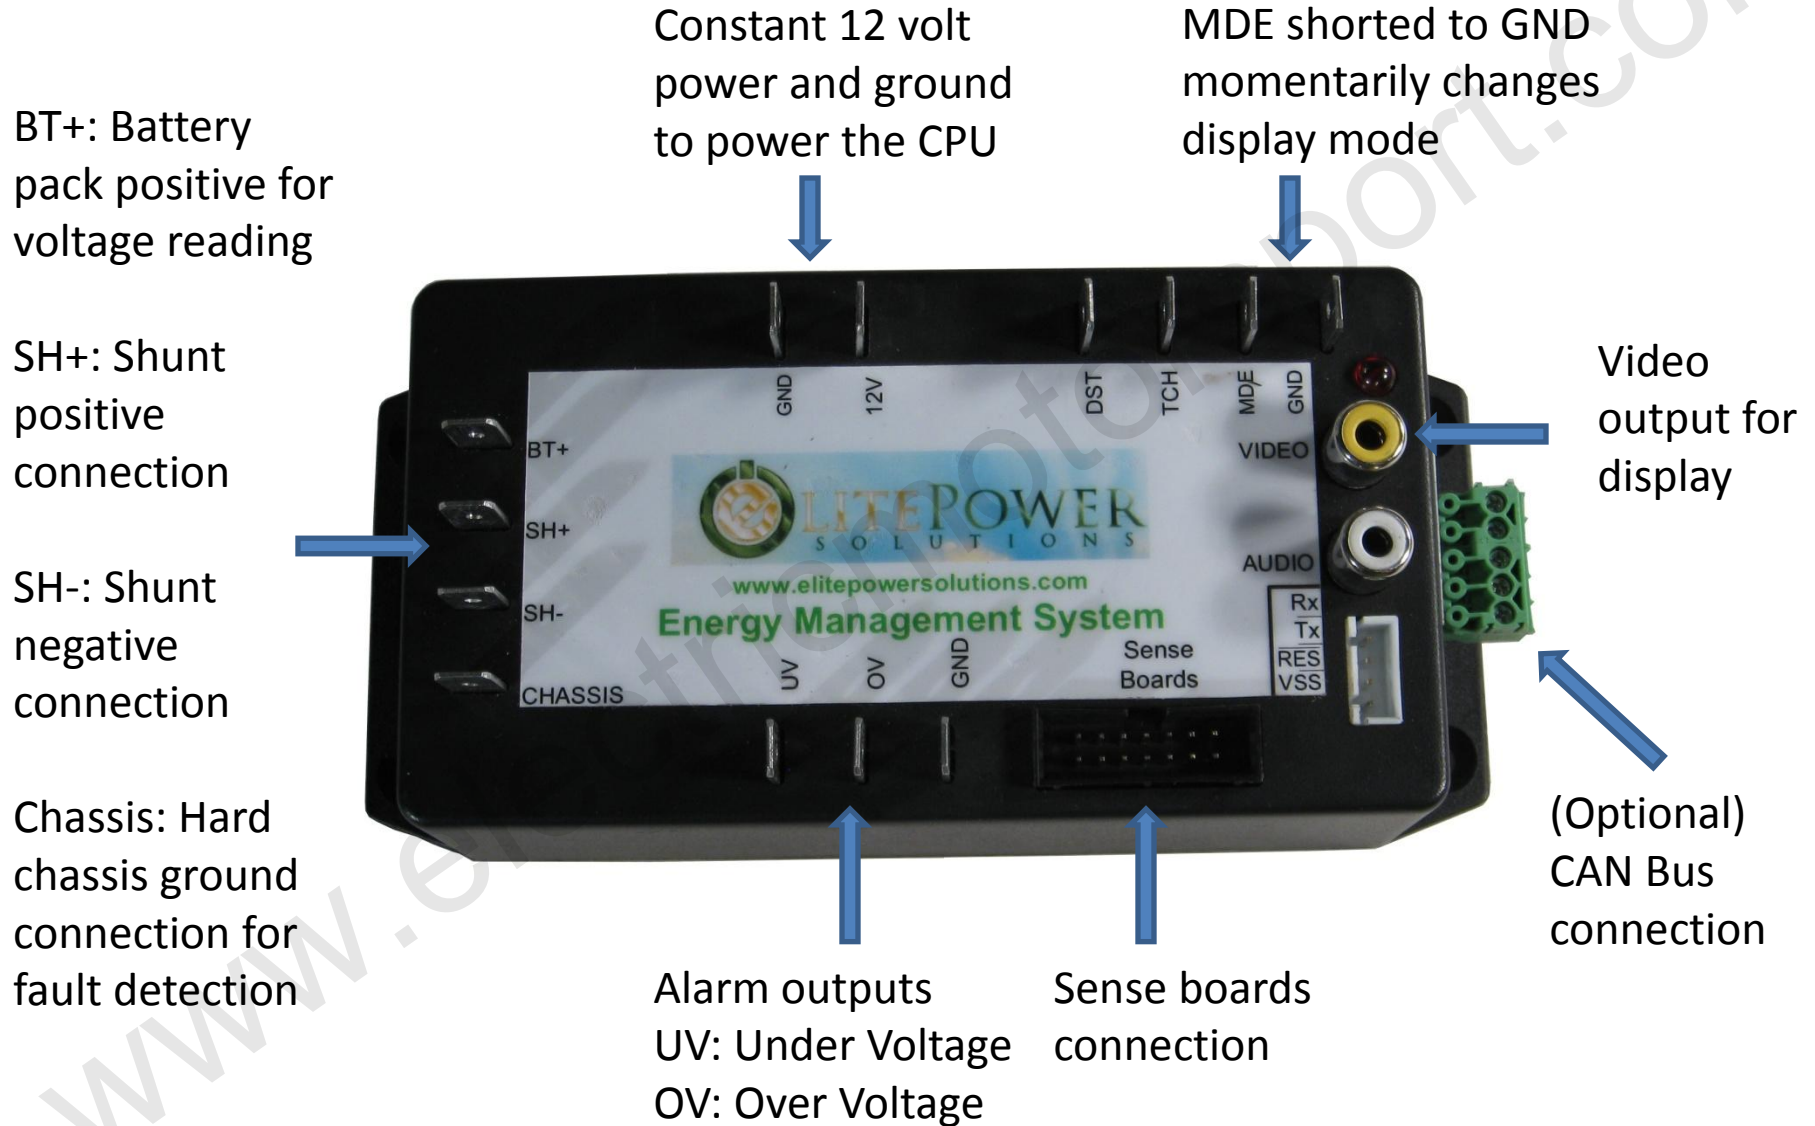 Constant 12 volt
power and ground
to power the CPU
MDE shorted to GND
momentarily changes
display mode
BT+: Battery
pack positive for
voltage reading
SH+: Shunt
positive
connection
SH-: Shunt
negative
connection
Chassis: Hard
chassis ground
connection for
fault detection
GND
12V
DST
TCH
MDE
GND
BT+
SH+
SH-
CHASSIS
VIDEO
AUDIO
LITEPOWER
SOLUTIONS
www.elitepowersolutions.com
Energy Management System
UV
OV
GND
Sense
Boards
Rx
Tx
RES
VSS
Video
output for
display
(Optional)
CAN Bus
connection
Alarm outputs
UV: Under Voltage
OV: Over Voltage
Sense boards
connection
www.electricmotorsport.com